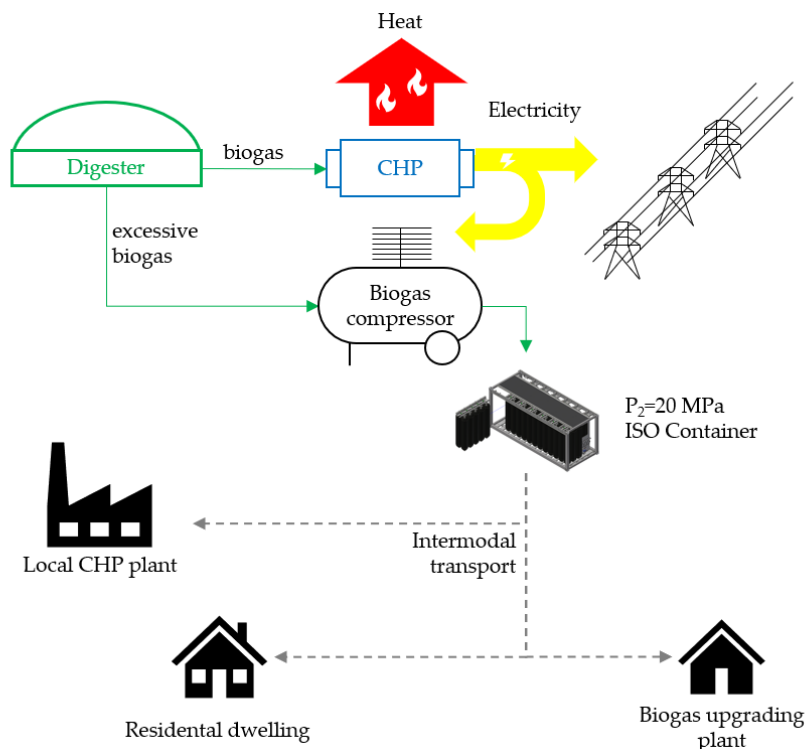 Heat
Electricity
Digester
biogas
CHP
excessive
biogas
Biogas
compressor
P₂=20 MPa
ISO Container
Local CHP plant
Intermodal
transport
Residental dwelling
Biogas upgrading
plant